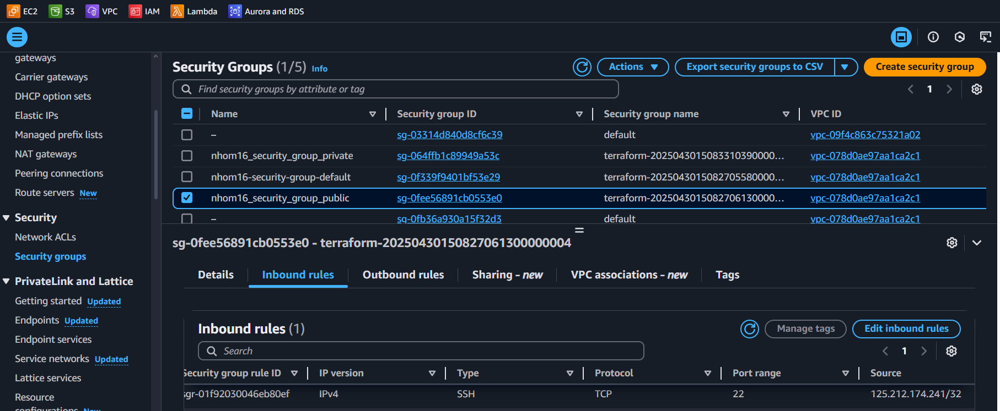 EC2 S3 VPC IAM Lambda Aurora and RDS
gateways
Carrier gateways
DHCP option sets
Elastic IPs
Managed prefix lists
NAT gateways
Peering connections
Route servers New
Security
Network ACLs
Security groups
PrivateLink and Lattice
Getting started Updated
Endpoints Updated
Endpoint services
Service networks Updated
Lattice services
Resource
configurations New
Security Groups (1/5) Info
Actions Export security groups to CSV Create security group
Find security groups by attribute or tag
1
Name Security group ID Security group name VPC ID
– sg-03314d840d8cf6c39 default vpc-09f4c863c75321a02
nhom16_security_group_private sg-064ffb1c89949a53c terraform-2025043015083310390000... vpc-078d0ae97aa1ca2c1
nhom16-security-group-default sg-0f339f9401bf53e29 terraform-2025043015082705580000... vpc-078d0ae97aa1ca2c1
nhom16_security_group_public sg-0fee56891cb0553e0 terraform-2025043015082706130000... vpc-078d0ae97aa1ca2c1
– sg-0fb36a930a15f32d3 default vpc-078d0ae97aa1ca2c1
sg-0fee56891cb0553e0 - terraform-20250430150827061300000004
Details Inbound rules Outbound rules Sharing - new VPC associations - new Tags
Inbound rules (1)
Manage tags Edit inbound rules
Search
1
Security group rule ID IP version Type Protocol Port range Source
sgr-01f92030046eb80ef IPv4 SSH TCP 22 125.212.174.241/32